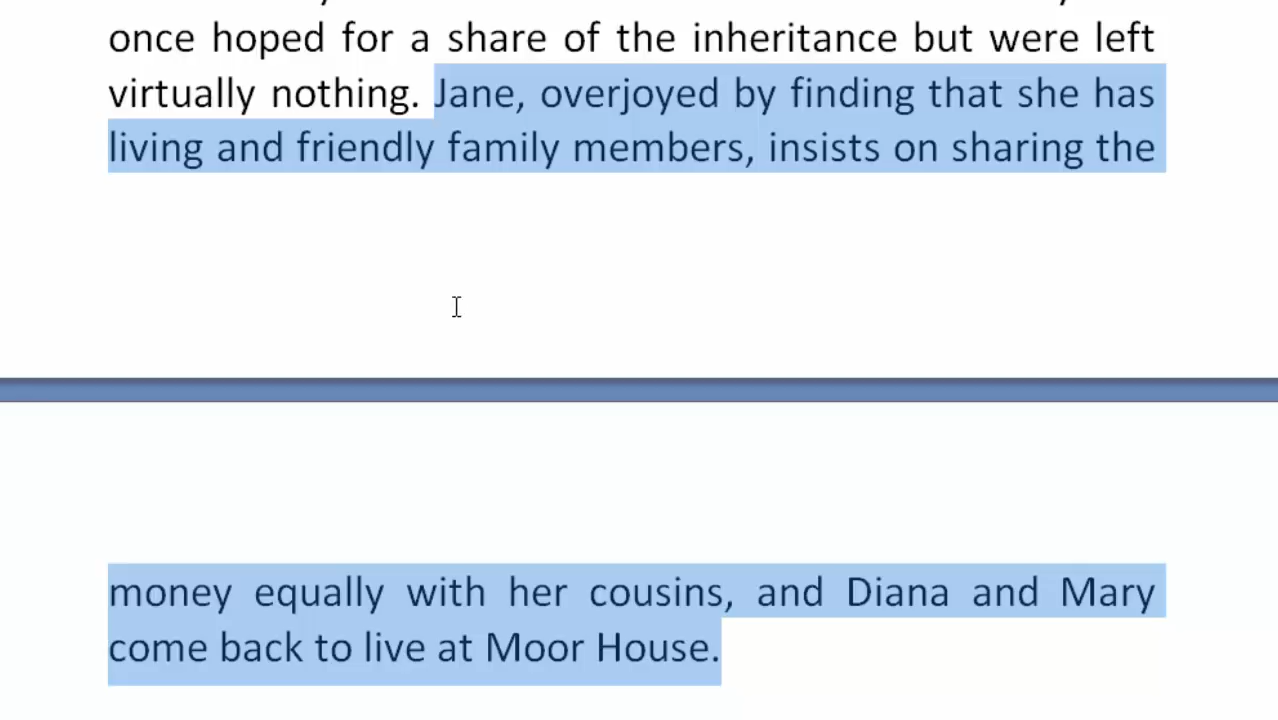 once hoped for a share of the inheritance but were left
virtually nothing. Jane, overjoyed by finding that she has
living and friendly family members, insists on sharing the
money equally with her cousins, and Diana and Mary
come back to live at Moor House.